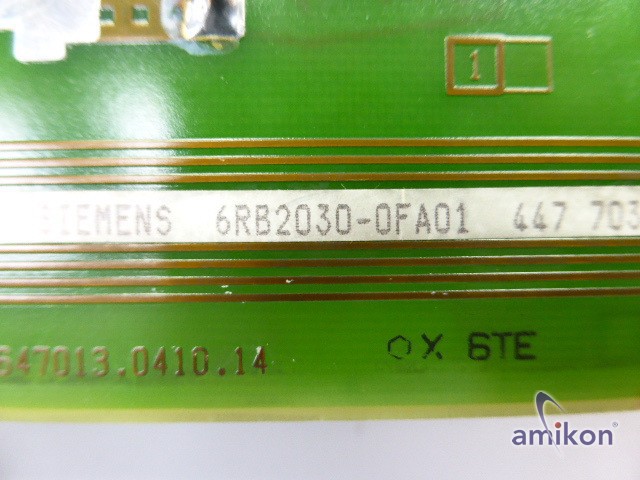 1
SIEMENS 6RB2030-0FA01 447 703
647013.0410.14
X 6TE
amikon